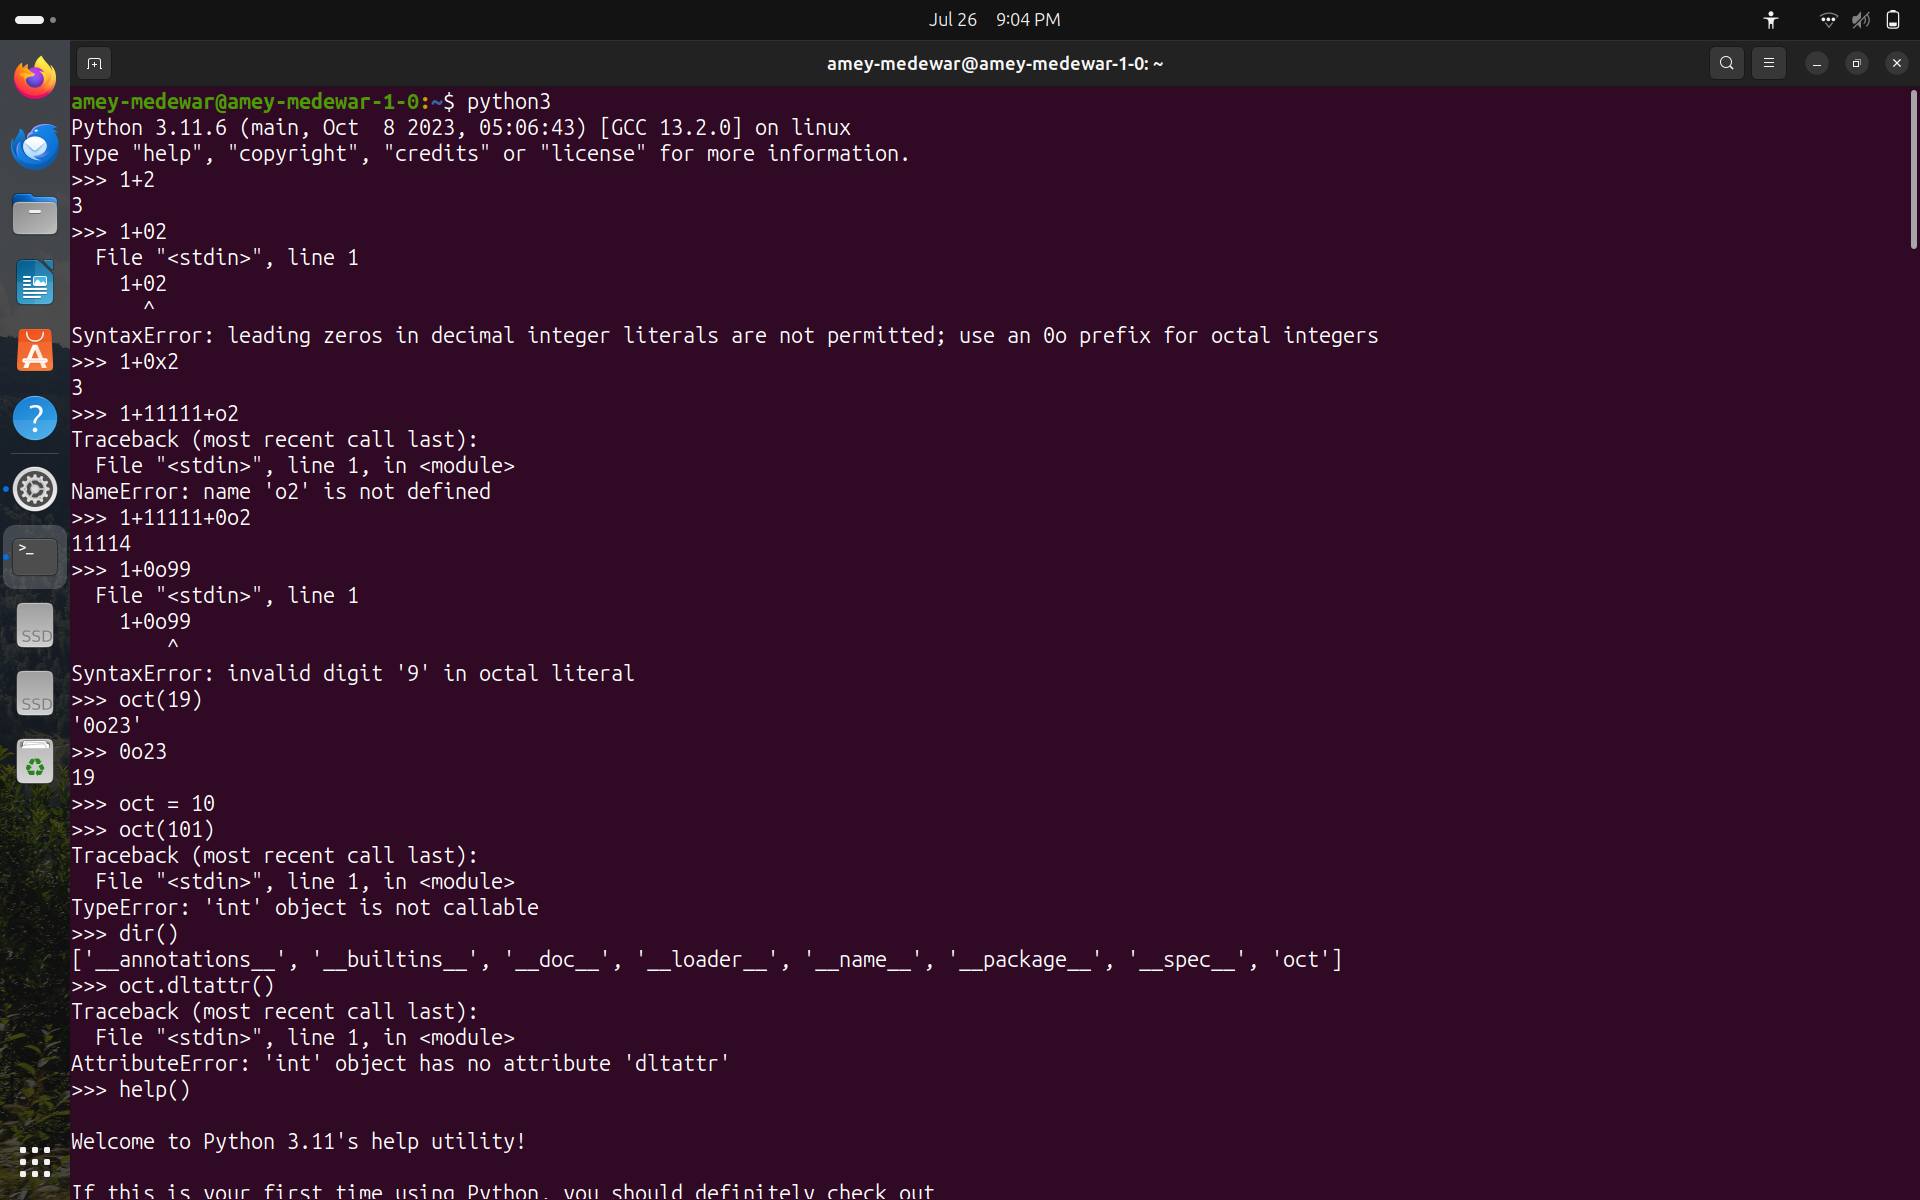 Jul 26 9:04 PM
amey-medewar@amey-medewar-1-0: ~
amey-medewar@amey-medewar-1-0:~$ python3
Python 3.11.6 (main, Oct  8 2023, 05:06:43) [GCC 13.2.0] on linux
Type "help", "copyright", "credits" or "license" for more information.
>>> 1+2
3
>>> 1+02
  File "<stdin>", line 1
    1+02
      ^
SyntaxError: leading zeros in decimal integer literals are not permitted; use an 0o prefix for octal integers
>>> 1+0x2
3
>>> 1+11111+o2
Traceback (most recent call last):
  File "<stdin>", line 1, in <module>
NameError: name 'o2' is not defined
>>> 1+11111+0o2
11114
>>> 1+0o99
  File "<stdin>", line 1
    1+0o99
        ^
SyntaxError: invalid digit '9' in octal literal
>>> oct(19)
'0o23'
>>> 0o23
19
>>> oct = 10
>>> oct(101)
Traceback (most recent call last):
  File "<stdin>", line 1, in <module>
TypeError: 'int' object is not callable
>>> dir()
['__annotations__', '__builtins__', '__doc__', '__loader__', '__name__', '__package__', '__spec__', 'oct']
>>> oct.dltattr()
Traceback (most recent call last):
  File "<stdin>", line 1, in <module>
AttributeError: 'int' object has no attribute 'dltattr'
>>> help()
Welcome to Python 3.11's help utility!
If this is your first time using Python, you should definitely check out
SSD
SSD